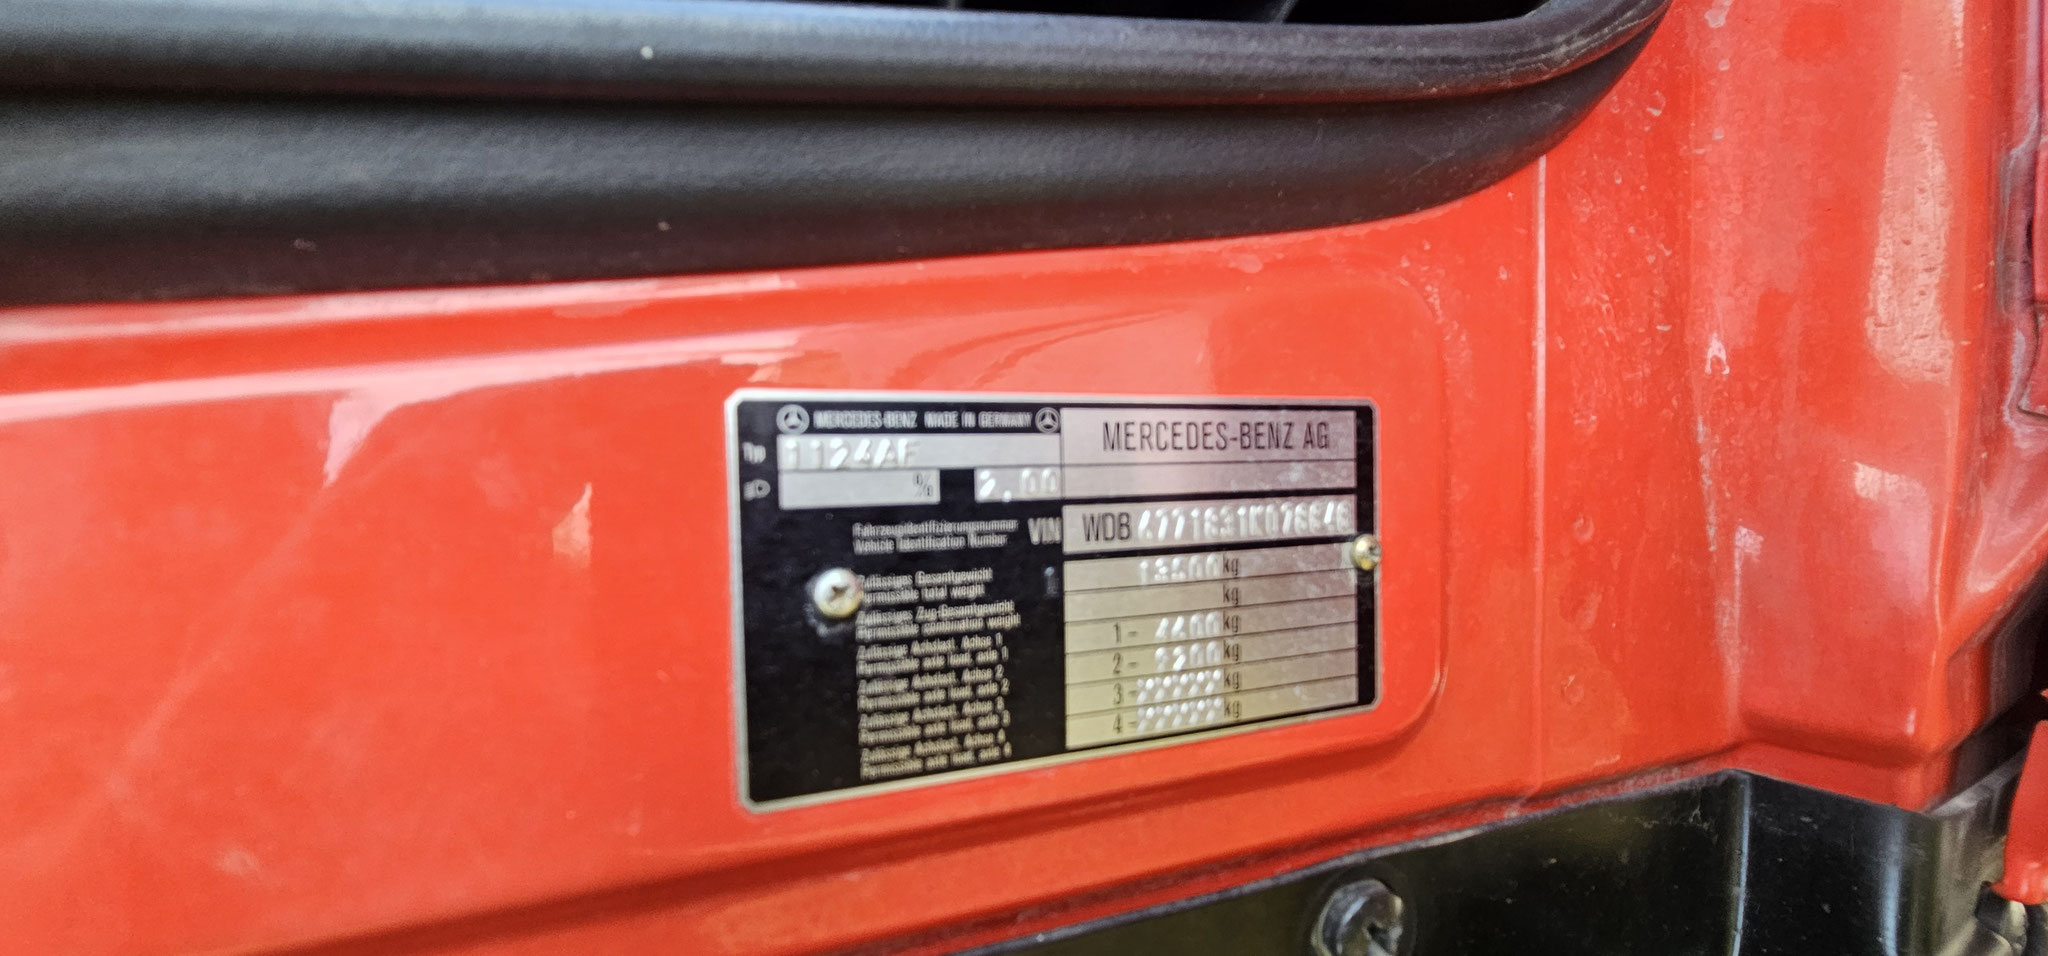 MERCEDES-BENZ MADE IN GERMANY
MERCEDES-BENZ AG
Typ 1124AF
%
Fahrzeugidentifizierungsnummer
Vehicle Identification Number
VIN WDB
Zulässiges Gesamtgewicht
Permissible total weight
kg
Zulässiges Zug-Gesamtgewicht
Permissible combination weight
kg
Zulässige Achslast, Achse 1
Permissible axle load, axle 1
1- 4400 kg
Zulässige Achslast, Achse 2
Permissible axle load, axle 2
2- kg
Zulässige Achslast, Achse 3
Permissible axle load, axle 3
3- kg
Zulässige Achslast, Achse 4
Permissible axle load, axle 4
4- kg